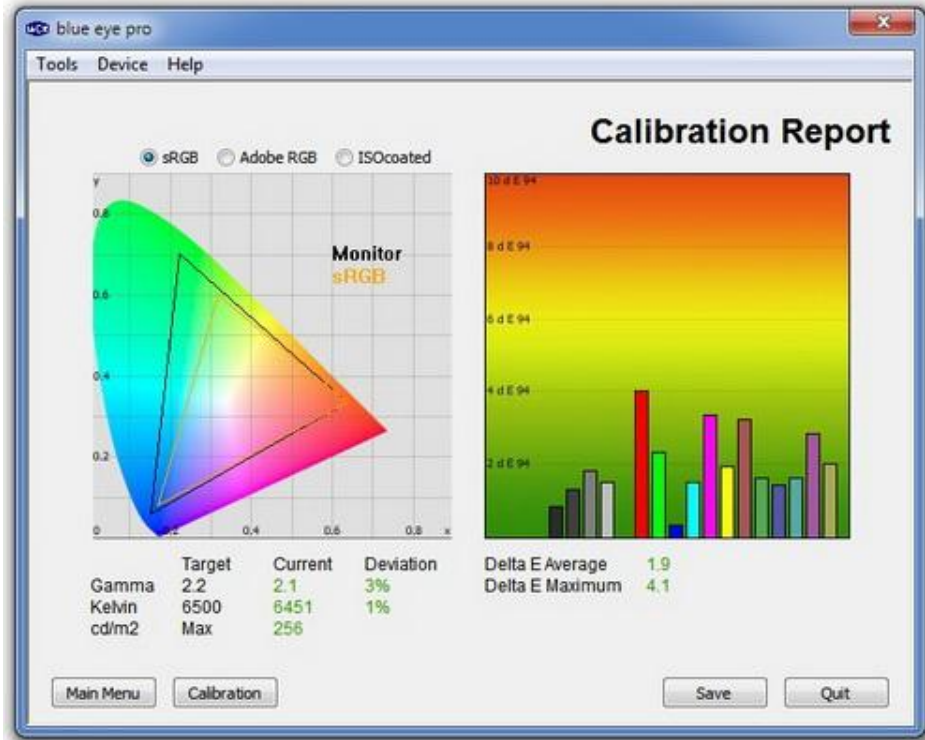 blue eye pro
Tools Device Help
Calibration Report
sRGB Adobe RGB ISOcoated
y
0.8
0.6
0.4
0.2
0 0.2 0.4 0.6 0.8 x
Monitor
sRGB
10 d E 94
8 d E 94
6 d E 94
4 d E 94
2 d E 94
Target Current Deviation
Gamma 2.2 2.1 3%
Kelvin 6500 6451 1%
cd/m2 Max 256
Delta E Average 1.9
Delta E Maximum 4.1
Main Menu Calibration Save Quit